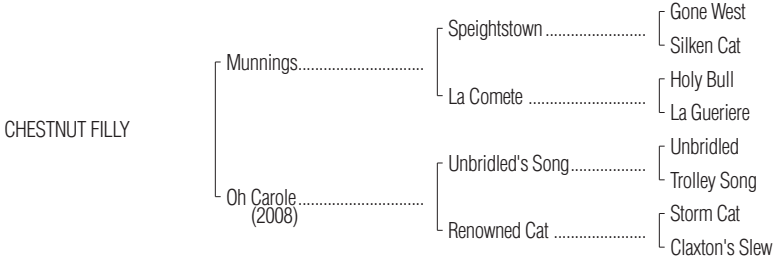 Gone West
Speightstown ........................
Silken Cat
Munnings..............................
Holy Bull
La Comete ............................
La Gueriere
CHESTNUT FILLY
Unbridled
Unbridled's Song..................
Trolley Song
Oh Carole..............................
(2008)
Storm Cat
Renowned Cat ......................
Claxton's Slew